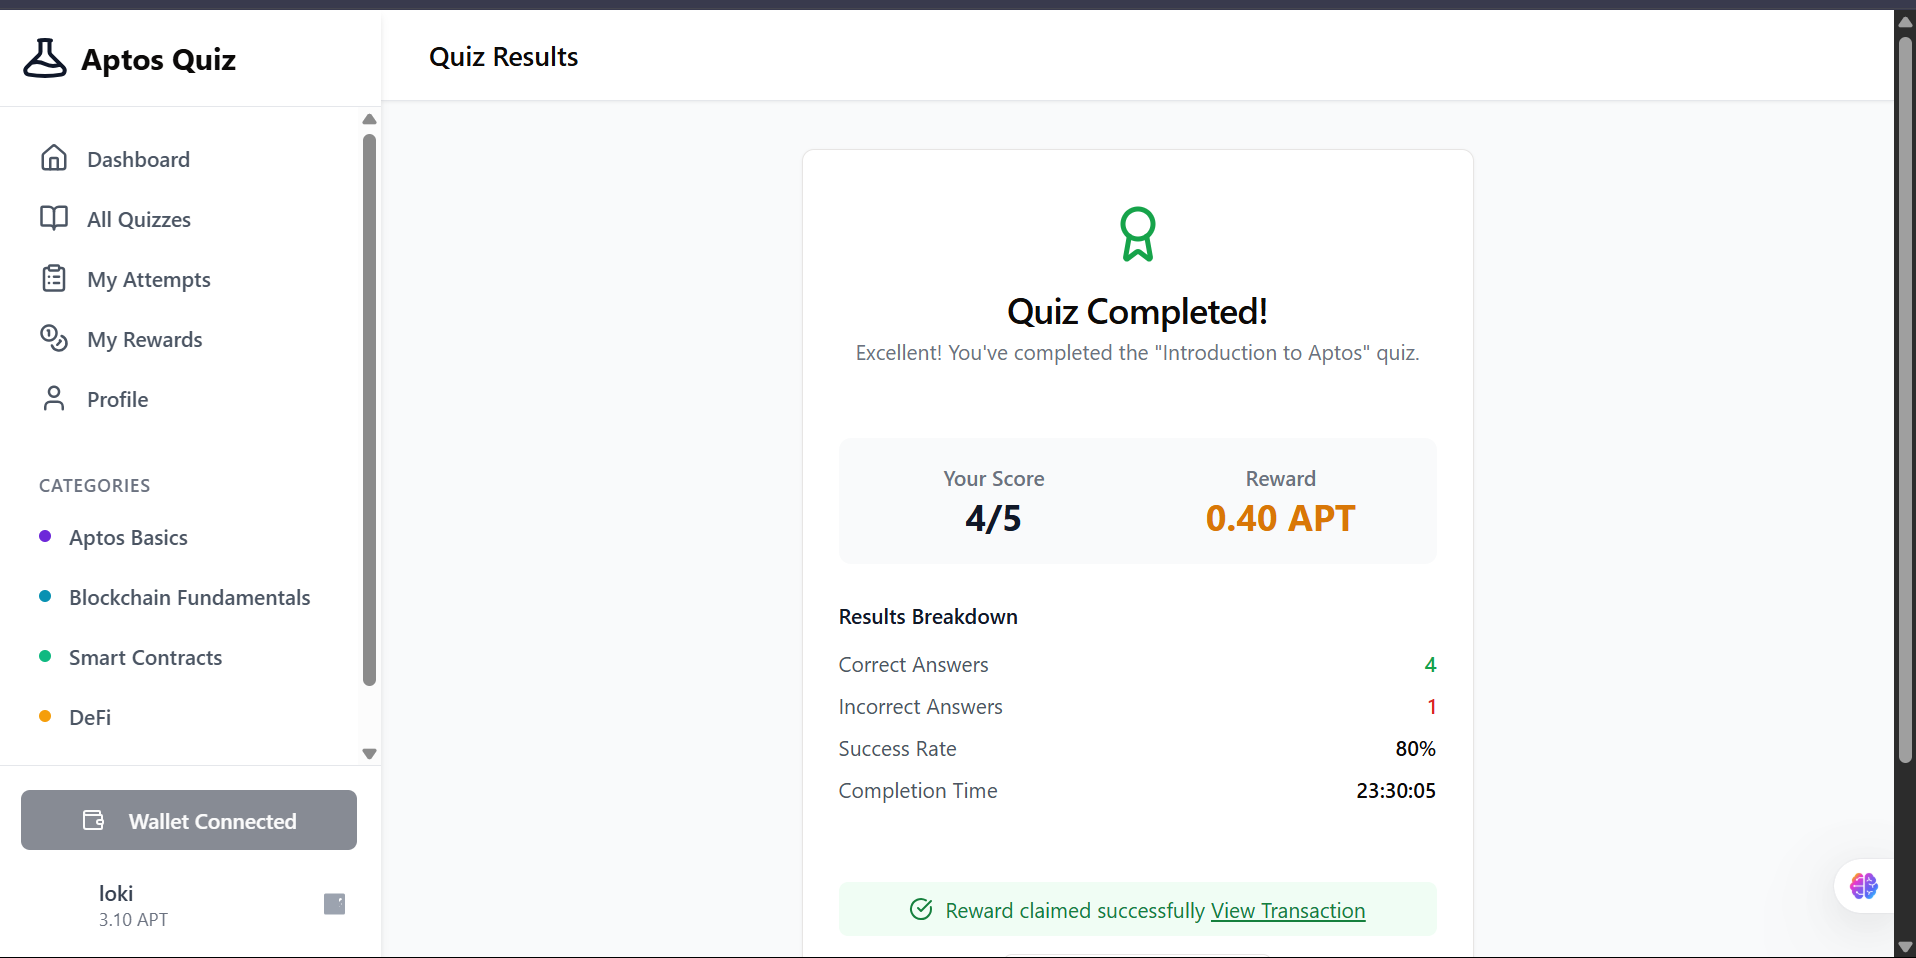 Aptos Quiz
Dashboard
All Quizzes
My Attempts
My Rewards
Profile
CATEGORIES
Aptos Basics
Blockchain Fundamentals
Smart Contracts
DeFi
Wallet Connected
loki
3.10 APT
Quiz Results
Quiz Completed!
Excellent! You've completed the "Introduction to Aptos" quiz.
Your Score
4/5
Reward
0.40 APT
Results Breakdown
Correct Answers 4
Incorrect Answers 1
Success Rate 80%
Completion Time 23:30:05
Reward claimed successfully View Transaction